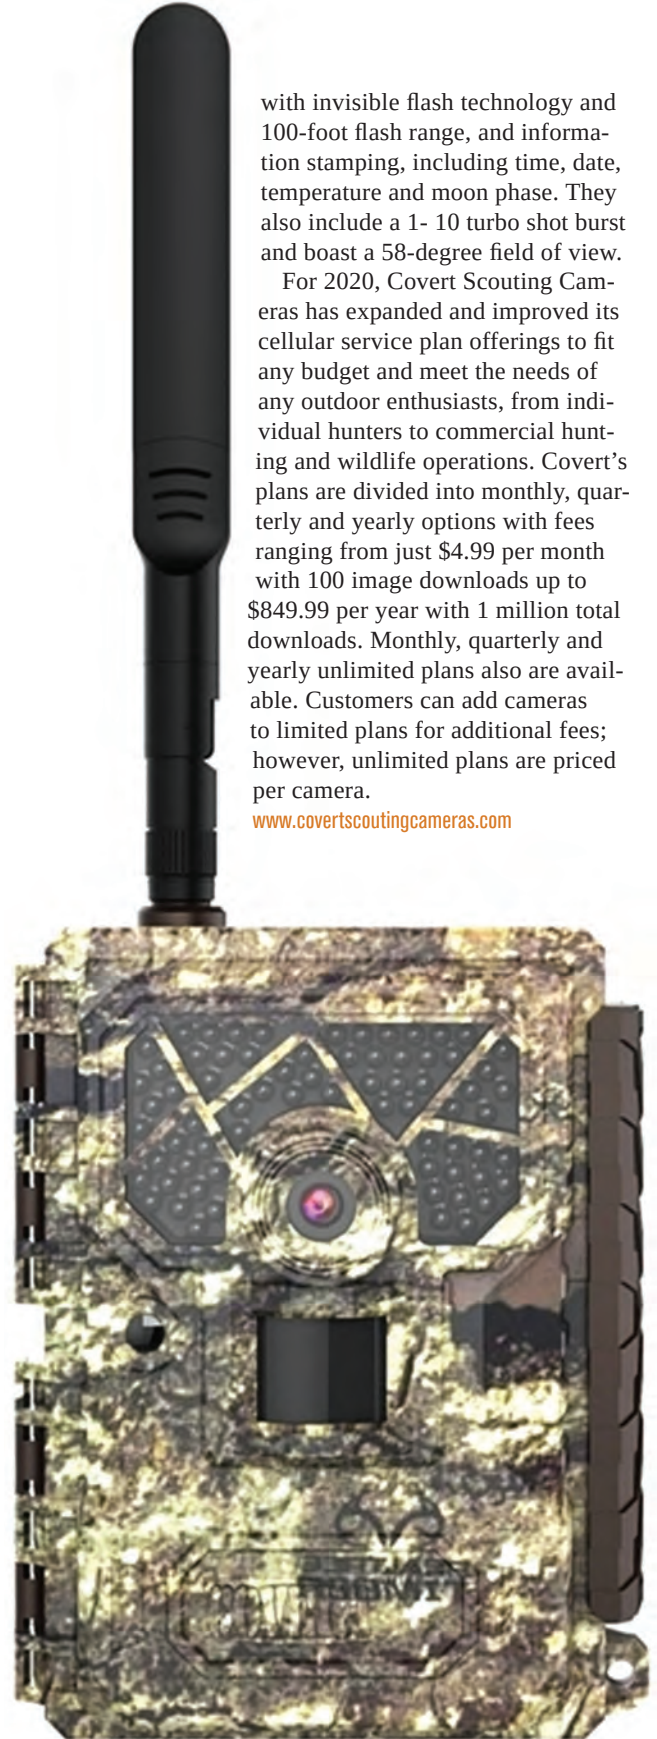 with invisible flash technology and
100-foot flash range, and informa-
tion stamping, including time, date,
temperature and moon phase. They
also include a 1- 10 turbo shot burst
and boast a 58-degree field of view.
For 2020, Covert Scouting Cam-
eras has expanded and improved its
cellular service plan offerings to fit
any budget and meet the needs of
any outdoor enthusiasts, from indi-
vidual hunters to commercial hunt-
ing and wildlife operations. Covert’s
plans are divided into monthly, quar-
terly and yearly options with fees
ranging from just $4.99 per month
with 100 image downloads up to
$849.99 per year with 1 million total
downloads. Monthly, quarterly and
yearly unlimited plans also are avail-
able. Customers can add cameras
to limited plans for additional fees;
however, unlimited plans are priced
per camera.
www.covertscoutingcameras.com